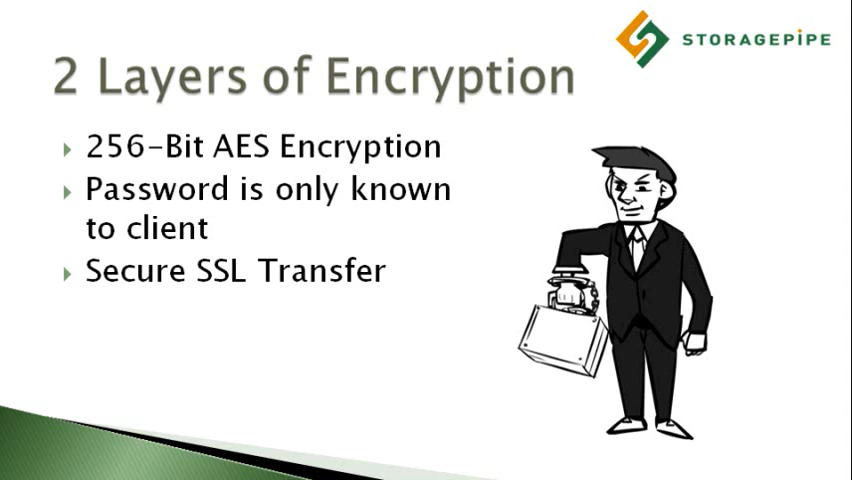 STORAGEPIPE
2 Layers of Encryption
256-Bit AES Encryption
Password is only known
to client
Secure SSL Transfer